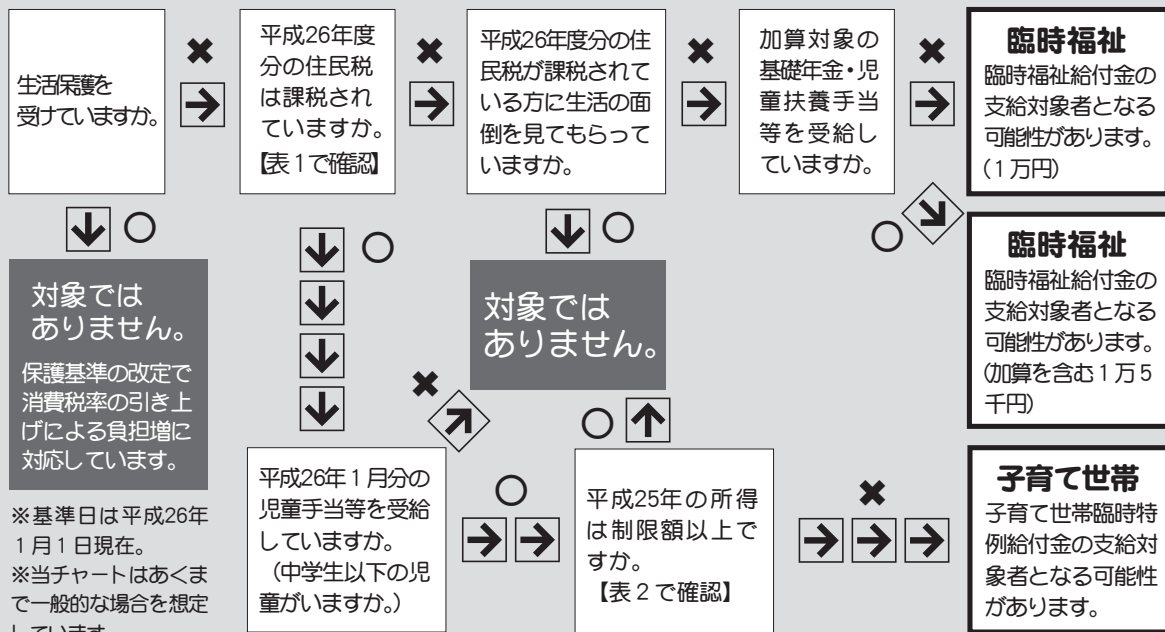 生活保護を
受けていますか。
✖
→
平成26年度
分の住民税
は課税され
ていますか。
【表1で確認】
✖
→
平成26年度分の住
民税が課税されて
いる方に生活の面
倒を見てもらって
いますか。
✖
→
加算対象の
基礎年金・児
童扶養手当
等を受給し
ていますか。
✖
→
臨時福祉
臨時福祉給付金の
支給対象者となる
可能性があります。
(1万円)
↓ ○
対象では
ありません。
保護基準の改定で
消費税率の引き上
げによる負担増に
対応しています。
※基準日は平成26年
1月1日現在。
※当チャートはあくま
で一般的な場合を想定
しています
↓ ○
↓
↓
↓
↓ ○
対象では
ありません。
○ ↘
臨時福祉
臨時福祉給付金の
支給対象者となる
可能性があります。
(加算を含む1万5
千円)
✖
↗
○ ↑
平成26年1月分の
児童手当等を受給
していますか。
(中学生以下の児
童がいますか。)
○
→ →
平成25年の所得
は制限額以上で
すか。
【表2で確認】
✖
→ → →
子育て世帯
子育て世帯臨時特
例給付金の支給対
象者となる可能性
があります。